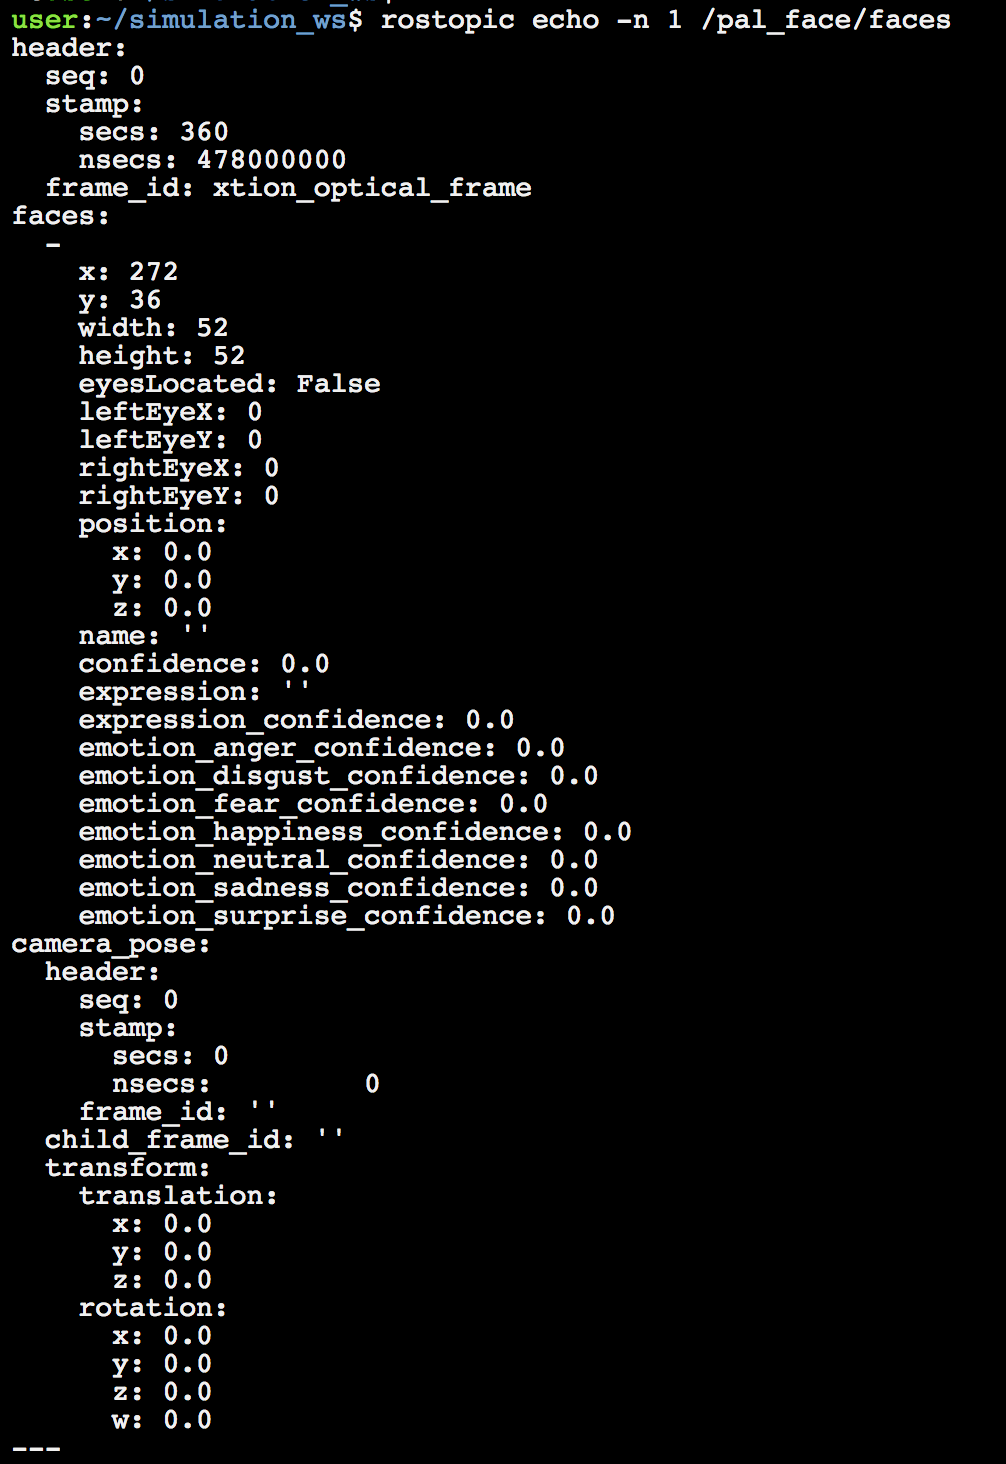 user:~/simulation_ws$ rostopic echo -n 1 /pal_face/faces
header:
  seq: 0
  stamp:
    secs: 360
    nsecs: 478000000
  frame_id: xtion_optical_frame
faces:
  -
    x: 272
    y: 36
    width: 52
    height: 52
    eyesLocated: False
    leftEyeX: 0
    leftEyeY: 0
    rightEyeX: 0
    rightEyeY: 0
    position:
      x: 0.0
      y: 0.0
      z: 0.0
    name: ''
    confidence: 0.0
    expression: ''
    expression_confidence: 0.0
    emotion_anger_confidence: 0.0
    emotion_disgust_confidence: 0.0
    emotion_fear_confidence: 0.0
    emotion_happiness_confidence: 0.0
    emotion_neutral_confidence: 0.0
    emotion_sadness_confidence: 0.0
    emotion_surprise_confidence: 0.0
camera_pose:
  header:
    seq: 0
    stamp:
      secs: 0
      nsecs:         0
    frame_id: ''
  child_frame_id: ''
  transform:
    translation:
      x: 0.0
      y: 0.0
      z: 0.0
    rotation:
      x: 0.0
      y: 0.0
      z: 0.0
      w: 0.0
---